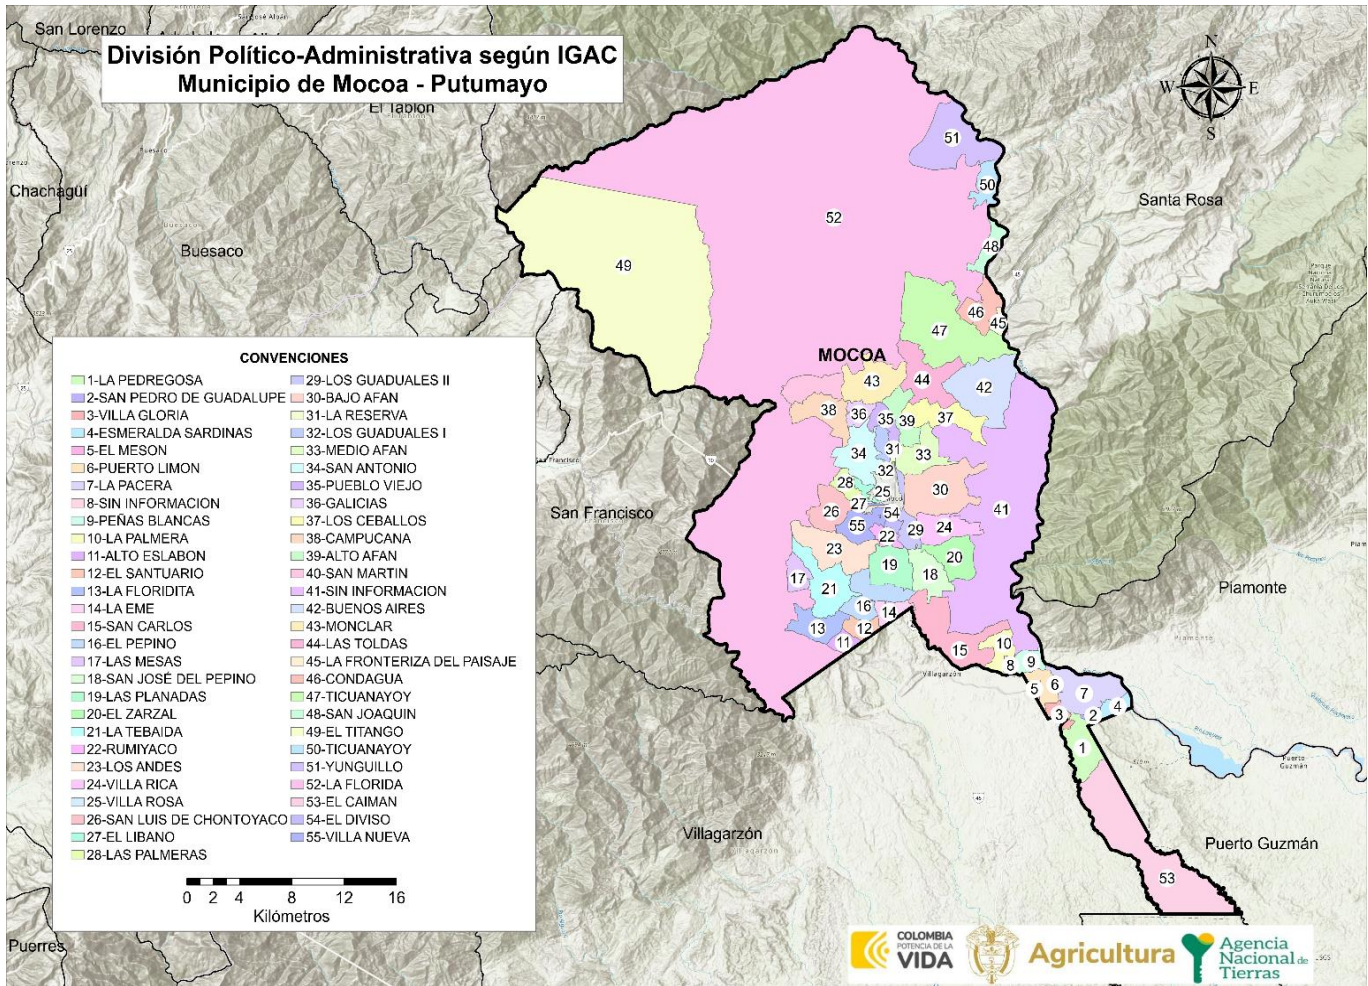 San Lorenzo
División Político-Administrativa según IGAC
Municipio de Mocoa - Putumayo
El Tablón
Buesaco
Chachagüí
Buesaco
N
W E
S
Santa Rosa
51
50
52
48
49
46
45
47
MOCOA
44
43
42
38
36
35
39
37
31
34
33
32
28
25
30
27
26
54
41
55
29
24
22
23
20
19
18
17
21
16
14
13
12
11
15
10
8
9
5
6
7
3
2
4
1
53
San Francisco
San Francisco
Piamonte
Piamonte
Villagarzón
Puerto
Guzmán
Villagarzón
Villagarzón
Puerto Guzmán
Puerres
y
CONVENCIONES
1-LA PEDREGOSA
2-SAN PEDRO DE GUADALUPE
3-VILLA GLORIA
4-ESMERALDA SARDINAS
5-EL MESON
6-PUERTO LIMON
7-LA PACERA
8-SIN INFORMACION
9-PEÑAS BLANCAS
10-LA PALMERA
11-ALTO ESLABON
12-EL SANTUARIO
13-LA FLORIDITA
14-LA EME
15-SAN CARLOS
16-EL PEPINO
17-LAS MESAS
18-SAN JOSÉ DEL PEPINO
19-LAS PLANADAS
20-EL ZARZAL
21-LA TEBAIDA
22-RUMIYACO
23-LOS ANDES
24-VILLA RICA
25-VILLA ROSA
26-SAN LUIS DE CHONTOYACO
27-EL LIBANO
28-LAS PALMERAS
29-LOS GUADUALES II
30-BAJO AFAN
31-LA RESERVA
32-LOS GUADUALES I
33-MEDIO AFAN
34-SAN ANTONIO
35-PUEBLO VIEJO
36-GALICIAS
37-LOS CEBALLOS
38-CAMPUCANA
39-ALTO AFAN
40-SAN MARTIN
41-SIN INFORMACION
42-BUENOS AIRES
43-MONCLAR
44-LAS TOLDAS
45-LA FRONTERIZA DEL PAISAJE
46-CONDAGUA
47-TICUANAYOY
48-SAN JOAQUIN
49-EL TITANGO
50-TICUANAYOY
51-YUNGUILLO
52-LA FLORIDA
53-EL CAIMAN
54-EL DIVISO
55-VILLA NUEVA
0 2 4 8 12 16
Kilómetros
COLOMBIA
POTENCIA DE LA
VIDA
Agricultura
Agencia
Nacional de
Tierras